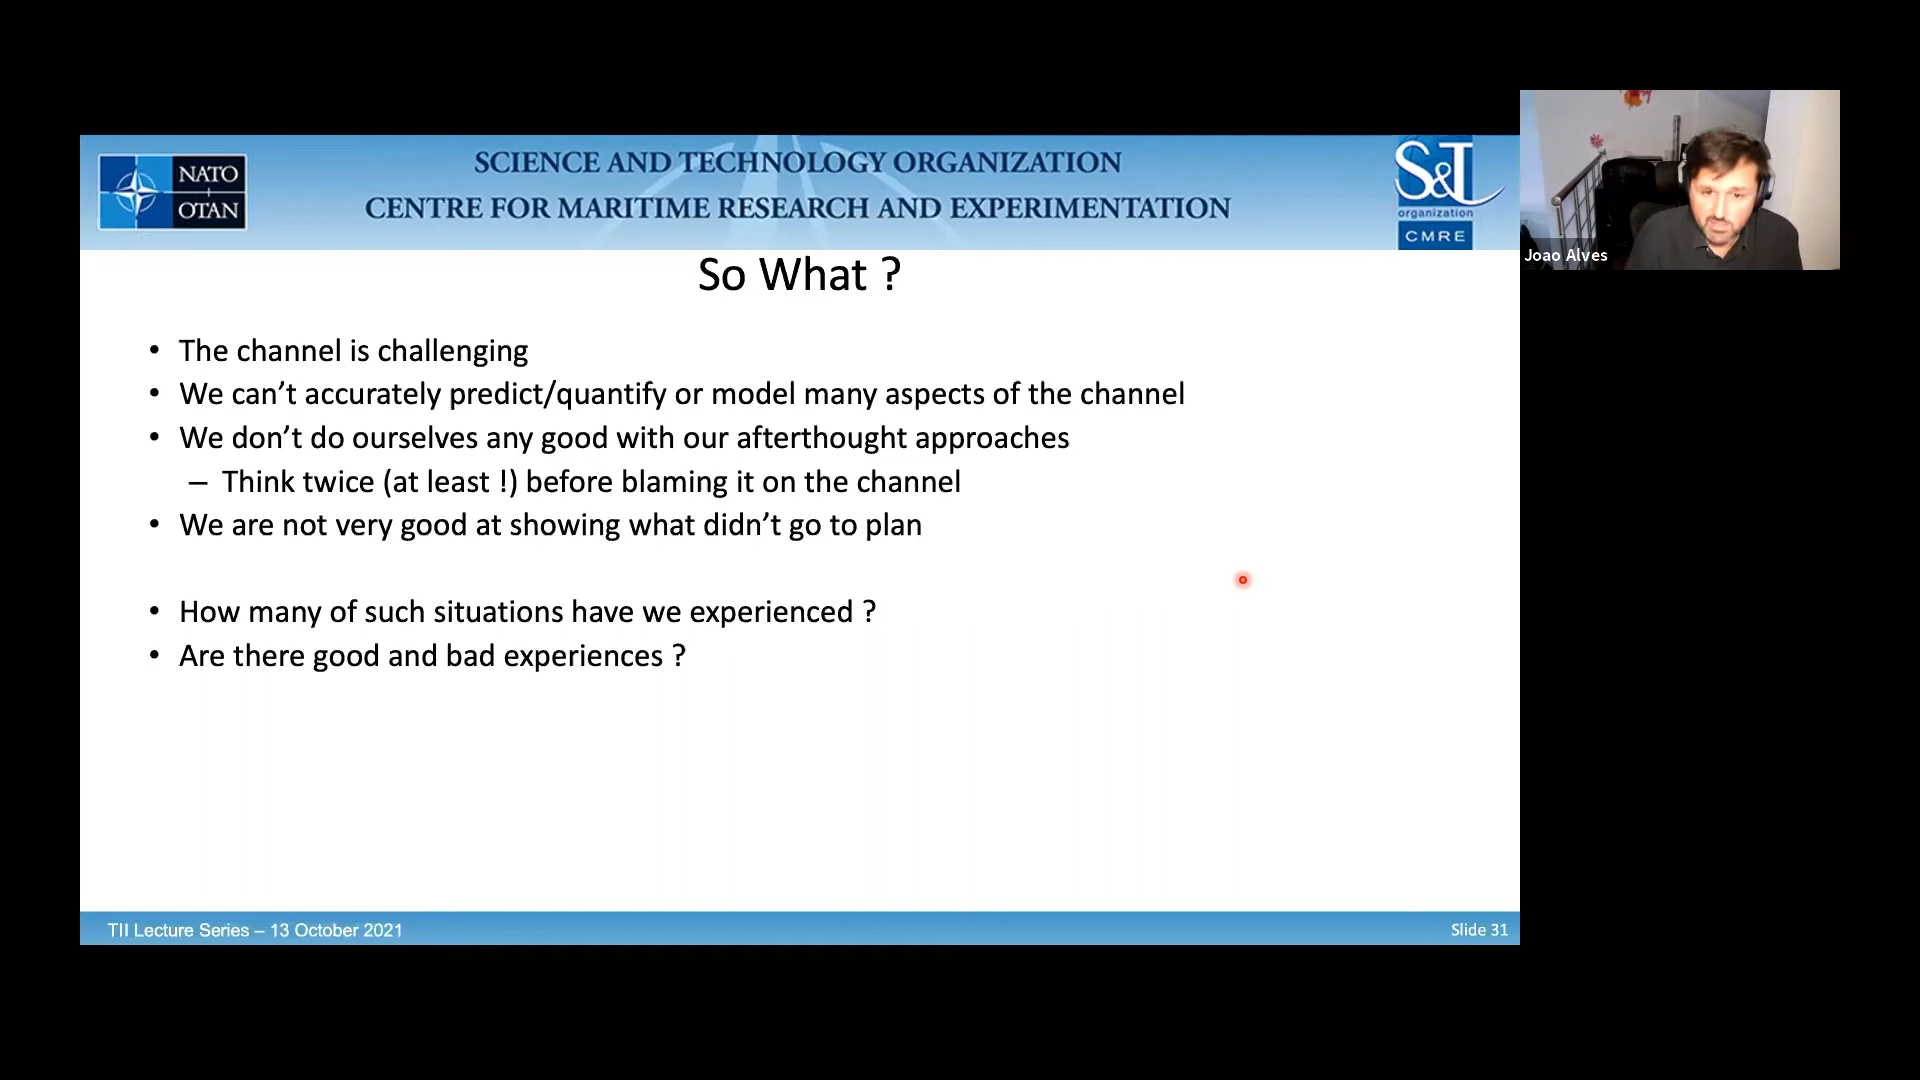 NATO
OTAN
SCIENCE AND TECHNOLOGY ORGANIZATION
CENTRE FOR MARITIME RESEARCH AND EXPERIMENTATION
S&T
organization
CMRE
Joao Alves
So What ?
• The channel is challenging
• We can’t accurately predict/quantify or model many aspects of the channel
• We don’t do ourselves any good with our afterthought approaches
– Think twice (at least !) before blaming it on the channel
• We are not very good at showing what didn’t go to plan
• How many of such situations have we experienced ?
• Are there good and bad experiences ?
TII Lecture Series – 13 October 2021
Slide 31